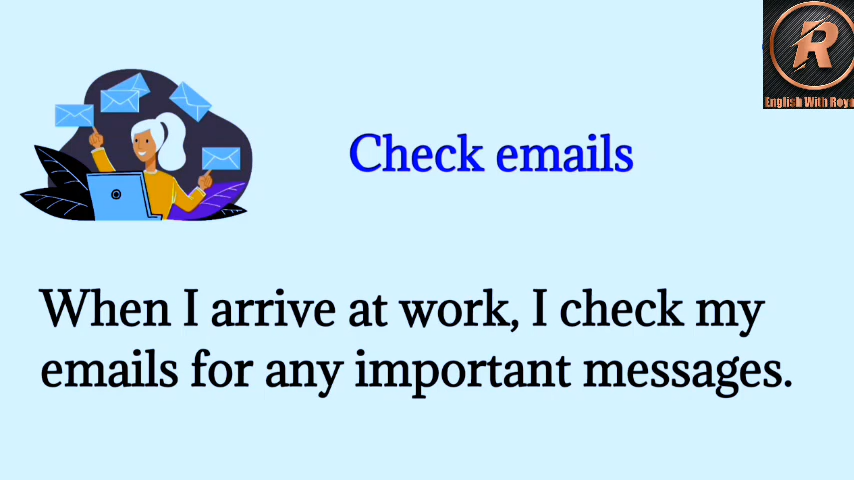 English With Roy
Check emails
When I arrive at work, I check my
emails for any important messages.